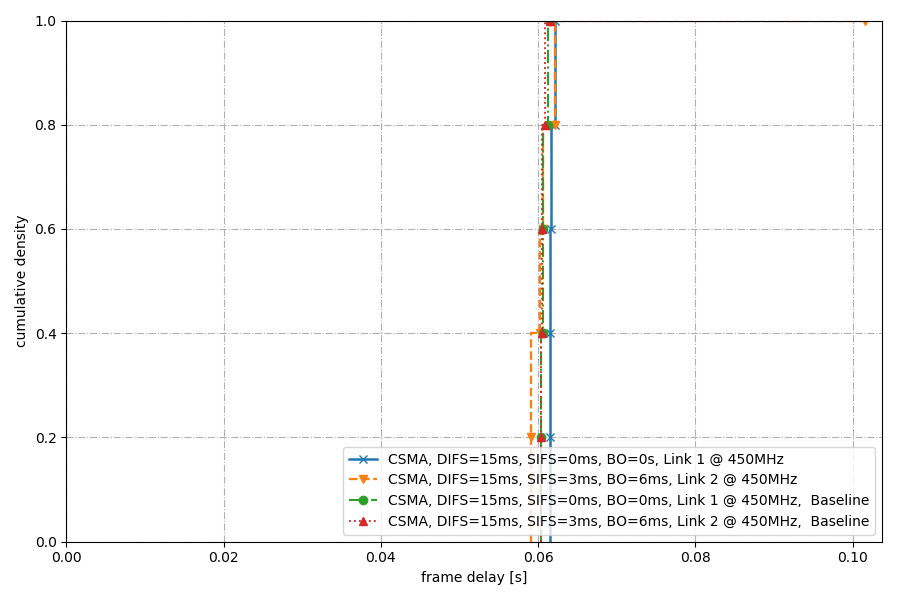 1.0
0.8
0.6
0.4
0.2
0.0
cumulative density
CSMA, DIFS=15ms, SIFS=0ms, BO=0s, Link 1 @ 450MHz
CSMA, DIFS=15ms, SIFS=3ms, BO=6ms, Link 2 @ 450MHz
CSMA, DIFS=15ms, SIFS=0ms, BO=0ms, Link 1 @ 450MHz,  Baseline
CSMA, DIFS=15ms, SIFS=3ms, BO=6ms, Link 2 @ 450MHz,  Baseline
0.00 0.02 0.04 0.06 0.08 0.10
frame delay [s]